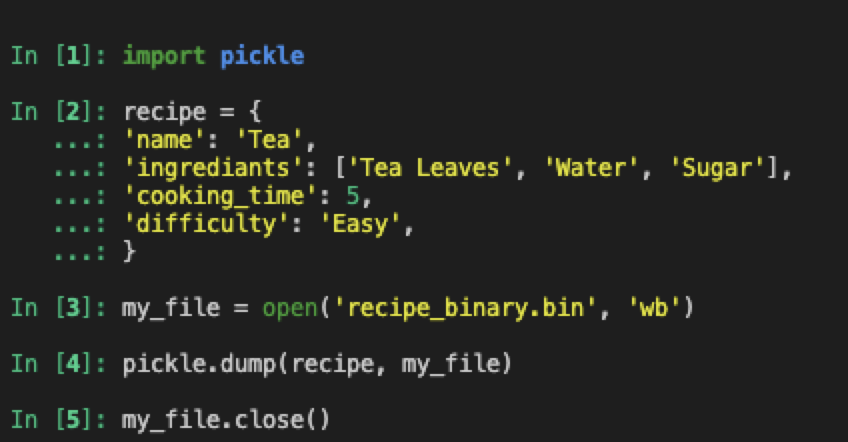 In [1]: import pickle
In [2]: recipe = {
...: 'name': 'Tea',
...: 'ingrediants': ['Tea Leaves', 'Water', 'Sugar'],
...: 'cooking_time': 5,
...: 'difficulty': 'Easy',
...: }
In [3]: my_file = open('recipe_binary.bin', 'wb')
In [4]: pickle.dump(recipe, my_file)
In [5]: my_file.close()